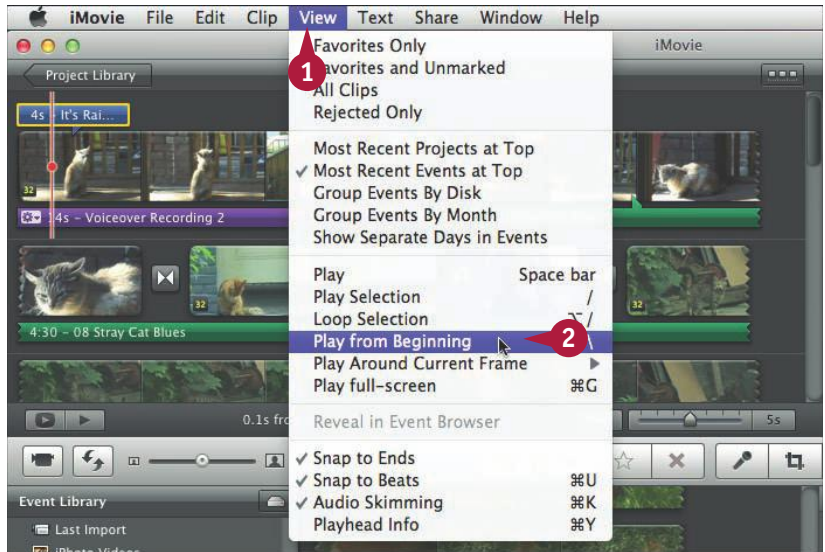 iMovie File Edit Clip View Text Share Window Help
iMovie
Project Library
1
Favorites Only
Favorites and Unmarked
All Clips
Rejected Only
4s It's Rai...
Most Recent Projects at Top
✓ Most Recent Events at Top
Group Events By Disk
Group Events By Month
Show Separate Days in Events
32
14s – Voiceover Recording 2
Play Space bar
Play Selection /
Loop Selection ⌥/
Play from Beginning \
2
Play Around Current Frame ▶
Play full-screen ⌘G
32
32
4:30 – 08 Stray Cat Blues
0.1s
5s
Reveal in Event Browser
✓ Snap to Ends
✓ Snap to Beats ⌘U
✓ Audio Skimming ⌘K
Playhead Info ⌘Y
Event Library
Last Import
iPhoto Videos